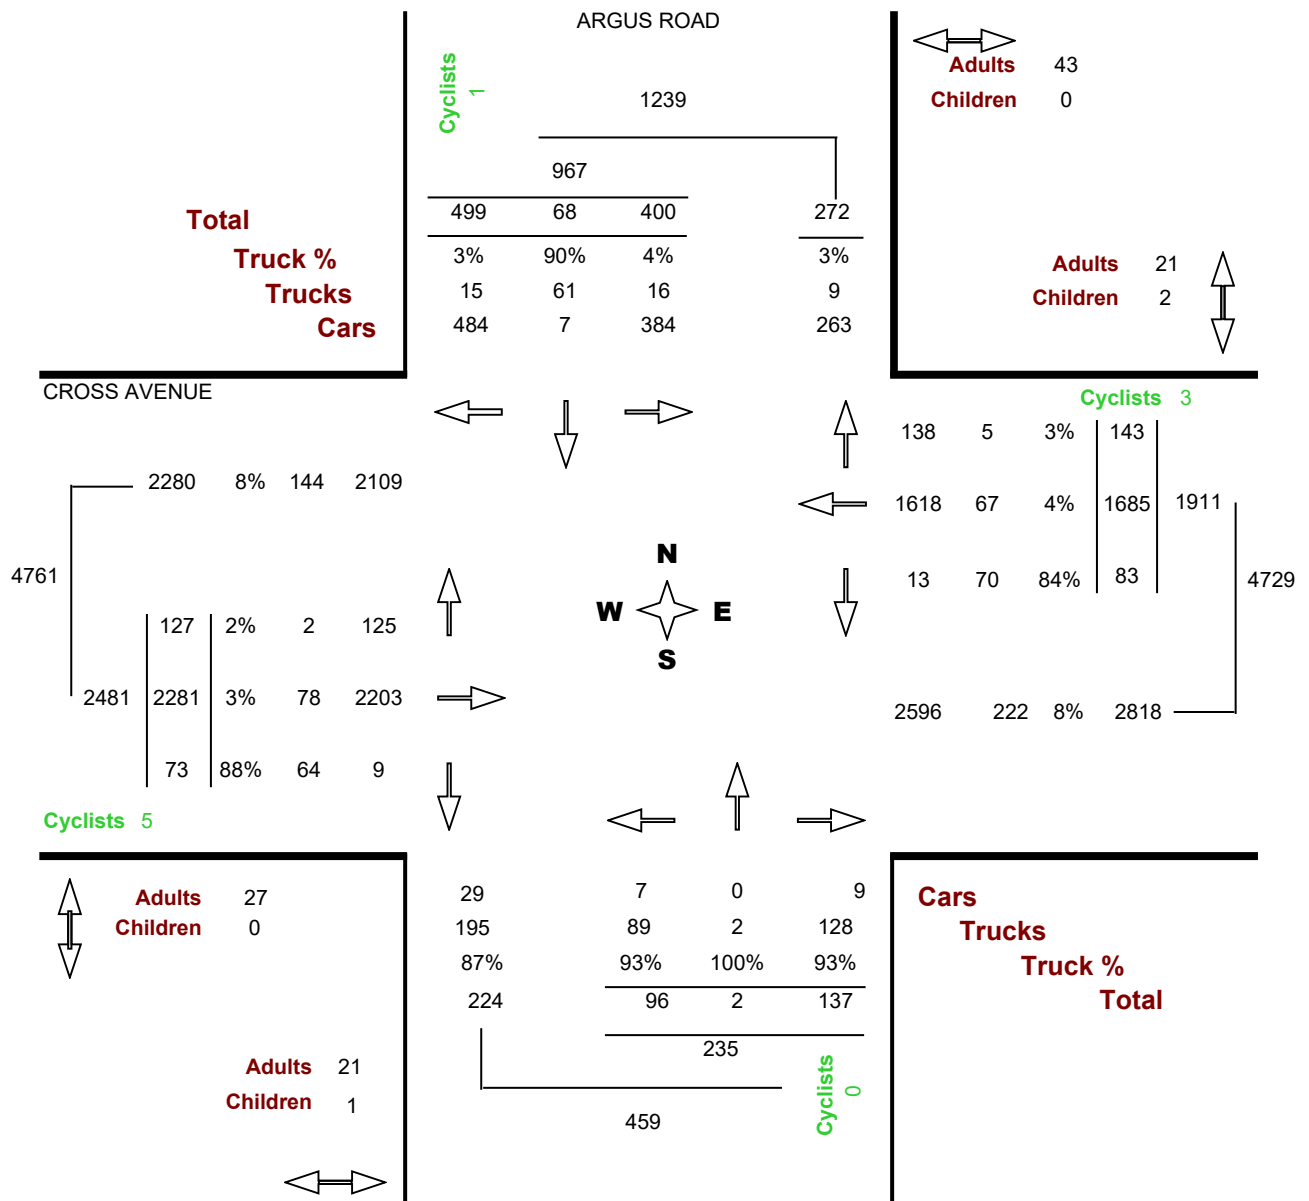 ARGUS ROAD
Cyclists 1
1239
Adults 43
Children 0
967
Total 499 68 400 272
Truck % 3% 90% 4% 3%
Trucks 15 61 16 9
Cars 484 7 384 263
Adults 21
Children 2
CROSS AVENUE
Cyclists 3
138 5 3% 143
2280 8% 144 2109
1618 67 4% 1685 1911
N
4761
13 70 84% 83 4729
W E
127 2% 2 125
S
2481 2281 3% 78 2203
2596 222 8% 2818
73 88% 64 9
Cyclists 5
Adults 27
Children 0
29 7 0 9
195 89 2 128
87% 93% 100% 93%
224 96 2 137
Cars
Trucks
Truck %
Total
235
Adults 21
Children 1
Cyclists 0
459